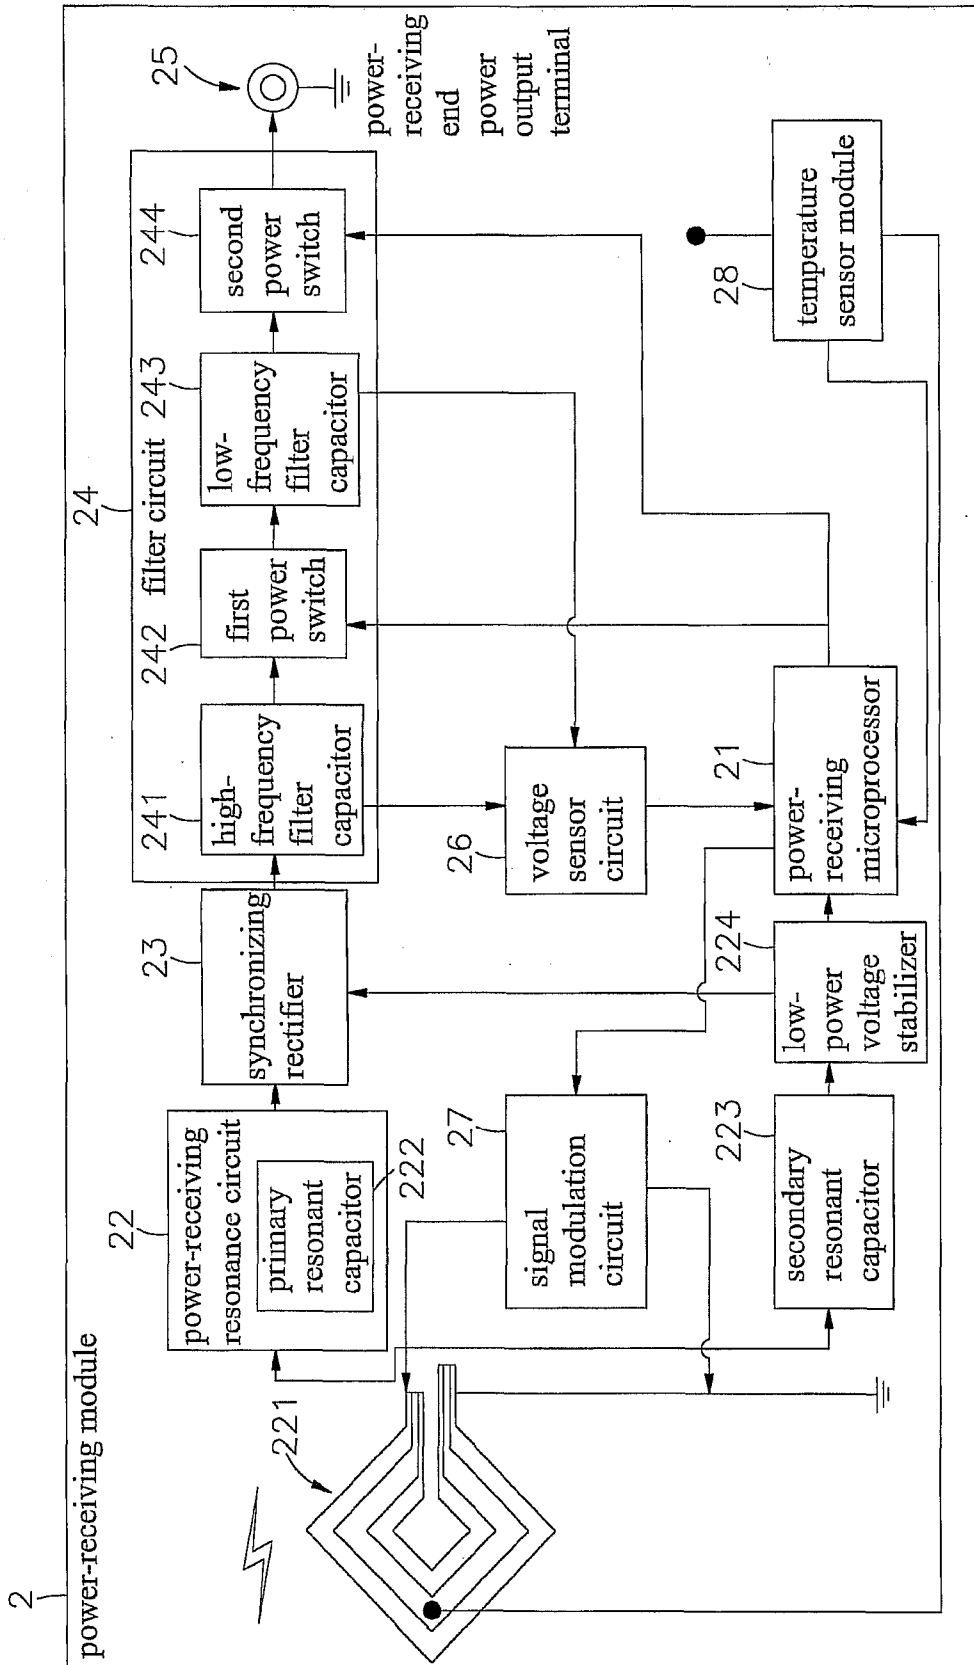 2
power-receiving module
22
power-receiving
resonance circuit
primary
resonant
capacitor
222
221
23
synchronizing
rectifier
24
filter circuit
241
high-
frequency
filter
capacitor
242
first
power
switch
243
low-
frequency
filter
capacitor
244
second
power
switch
25
power-
receiving
end
power
output
terminal
26
voltage
sensor
circuit
27
signal
modulation
circuit
223
secondary
resonant
capacitor
224
low-
power
voltage
stabilizer
21
power-
receiving
microprocessor
28
temperature
sensor module